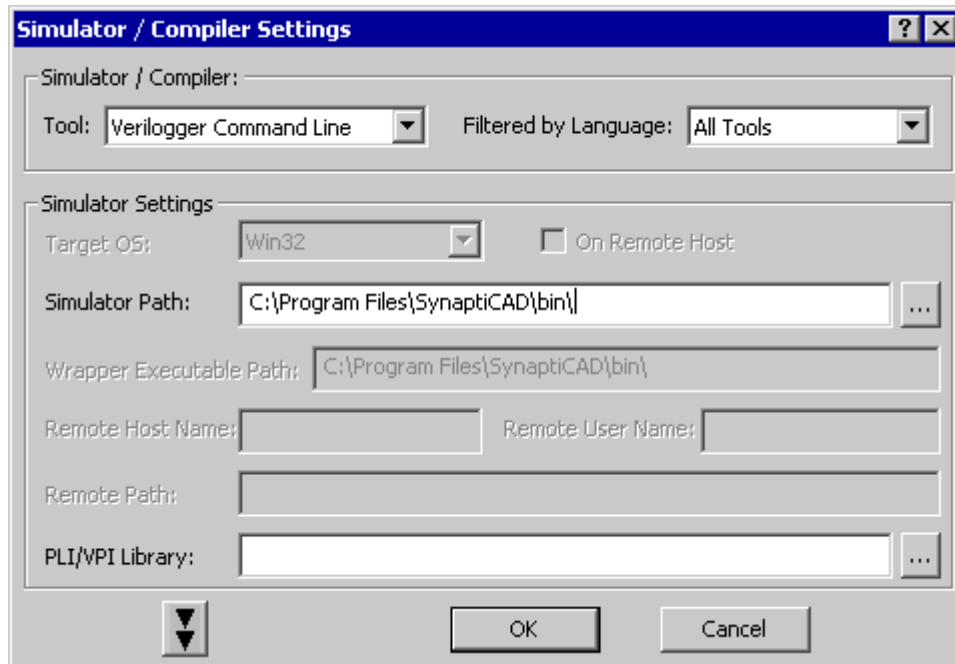 Simulator / Compiler Settings
Simulator / Compiler:
Tool: Verilogger Command Line Filtered by Language: All Tools
Simulator Settings
Target OS: Win32 On Remote Host
Simulator Path: C:\Program Files\SynaptiCAD\bin\ ...
Wrapper Executable Path: C:\Program Files\SynaptiCAD\bin\
Remote Host Name: Remote User Name:
Remote Path:
PLI/VPI Library: ...
OK Cancel